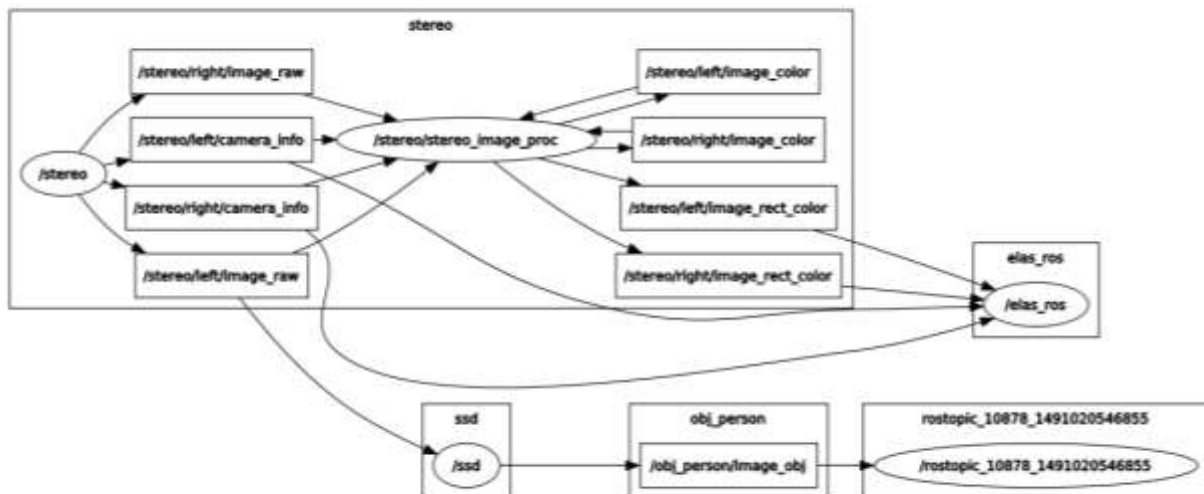 stereo
/stereo/right/image_raw
/stereo/left/image_color
/stereo/left/camera_info
/stereo/stereo_image_proc
/stereo/right/image_color
/stereo
/stereo/right/camera_info
/stereo/left/image_rect_color
/stereo/left/image_raw
/stereo/right/image_rect_color
elas_ros
/elas_ros
ssd
obj_person
rostopic_10878_1491020546855
/ssd
/obj_person/image_obj
/rostopic_10878_1491020546855